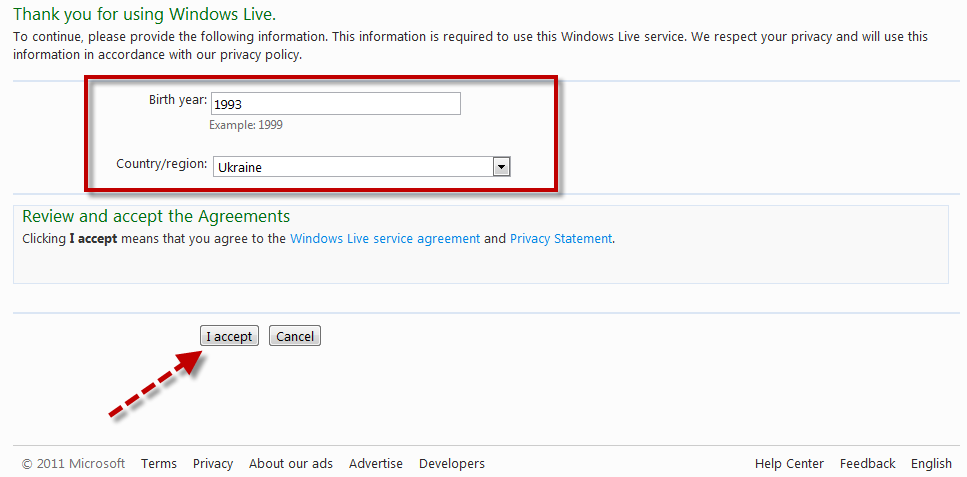 Thank you for using Windows Live.
To continue, please provide the following information. This information is required to use this Windows Live service. We respect your privacy and will use this
information in accordance with our privacy policy.
Birth year: 1993
Example: 1999
Country/region: Ukraine
Review and accept the Agreements
Clicking I accept means that you agree to the Windows Live service agreement and Privacy Statement.
I accept Cancel
© 2011 Microsoft Terms Privacy About our ads Advertise Developers Help Center Feedback English